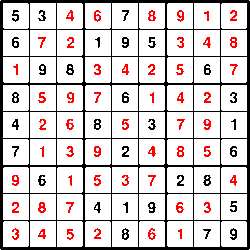 5 3 4 6 7 8 9 1 2
6 7 2 1 9 5 3 4 8
1 9 8 3 4 2 5 6 7
8 5 9 7 6 1 4 2 3
4 2 6 8 5 3 7 9 1
7 1 3 9 2 4 8 5 6
9 6 1 5 3 7 2 8 4
2 8 7 4 1 9 6 3 5
3 4 5 2 8 6 1 7 9